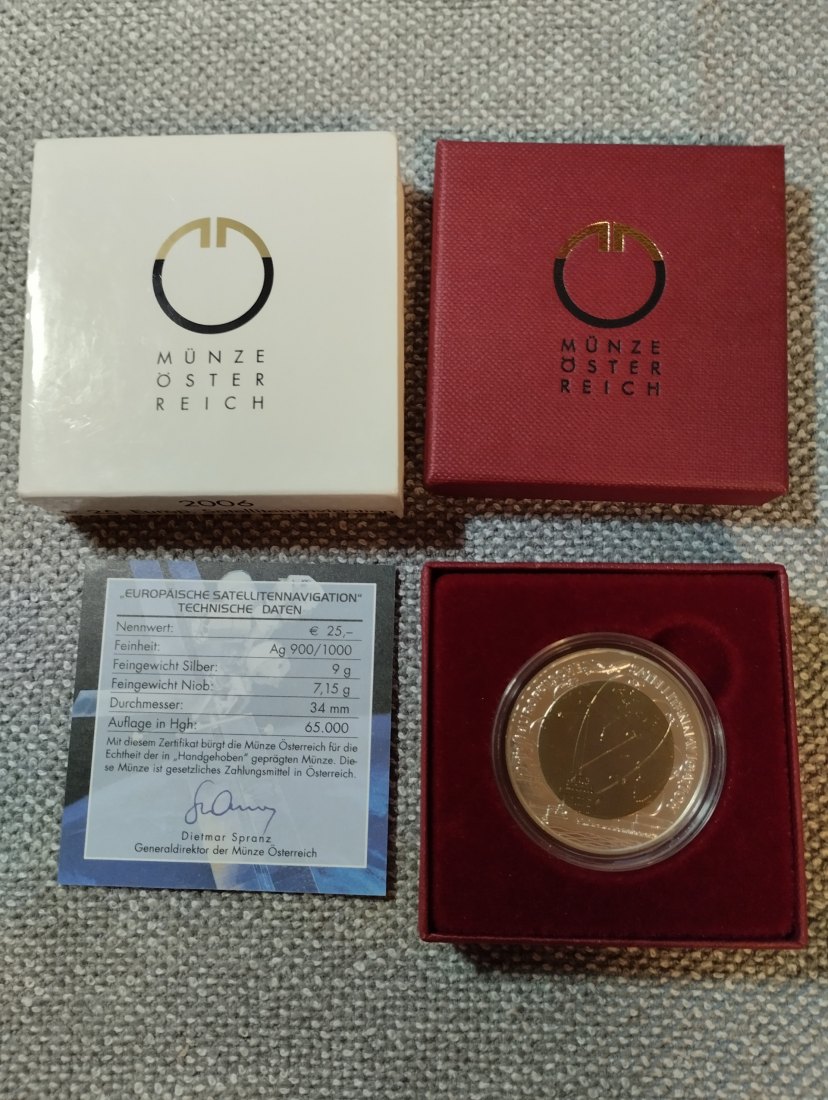 MÜNZE
ÖSTER
REICH
2006
MÜNZE
ÖSTER
REICH
„EUROPÄISCHE SATELLITENNAVIGATION"
TECHNISCHE DATEN
Nennwert: € 25,–
Feinheit: Ag 900/1000
Feingewicht Silber: 9 g
Feingewicht Niob: 7,15 g
Durchmesser: 34 mm
Auflage in Hgh: 65.000
Mit diesem Zertifikat bürgt die Münze Österreich für die
Echtheit der in „Handgehoben" geprägten Münze. Die-
se Münze ist gesetzliches Zahlungsmittel in Österreich.
Dietmar Spranz
Generaldirektor der Münze Österreich